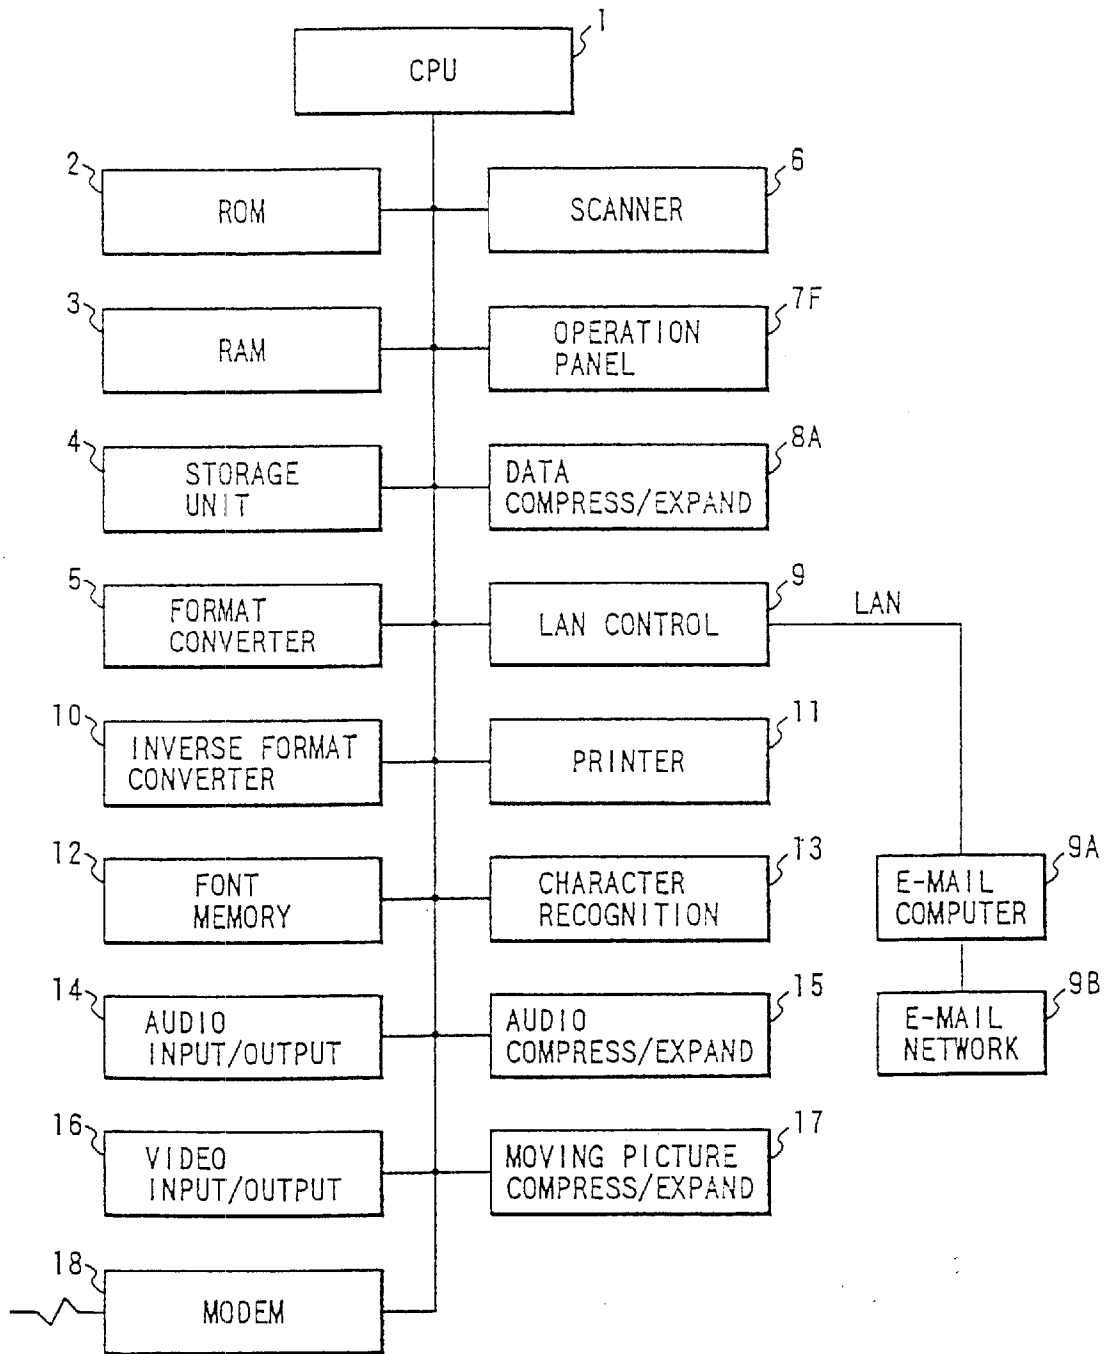 1
CPU
2
ROM
6
SCANNER
3
RAM
7F
OPERATION
PANEL
4
STORAGE
UNIT
8A
DATA
COMPRESS/EXPAND
5
FORMAT
CONVERTER
9
LAN CONTROL
LAN
10
INVERSE FORMAT
CONVERTER
11
PRINTER
12
FONT
MEMORY
13
CHARACTER
RECOGNITION
9A
E-MAIL
COMPUTER
14
AUDIO
INPUT/OUTPUT
15
AUDIO
COMPRESS/EXPAND
9B
E-MAIL
NETWORK
16
VIDEO
INPUT/OUTPUT
17
MOVING PICTURE
COMPRESS/EXPAND
18
MODEM